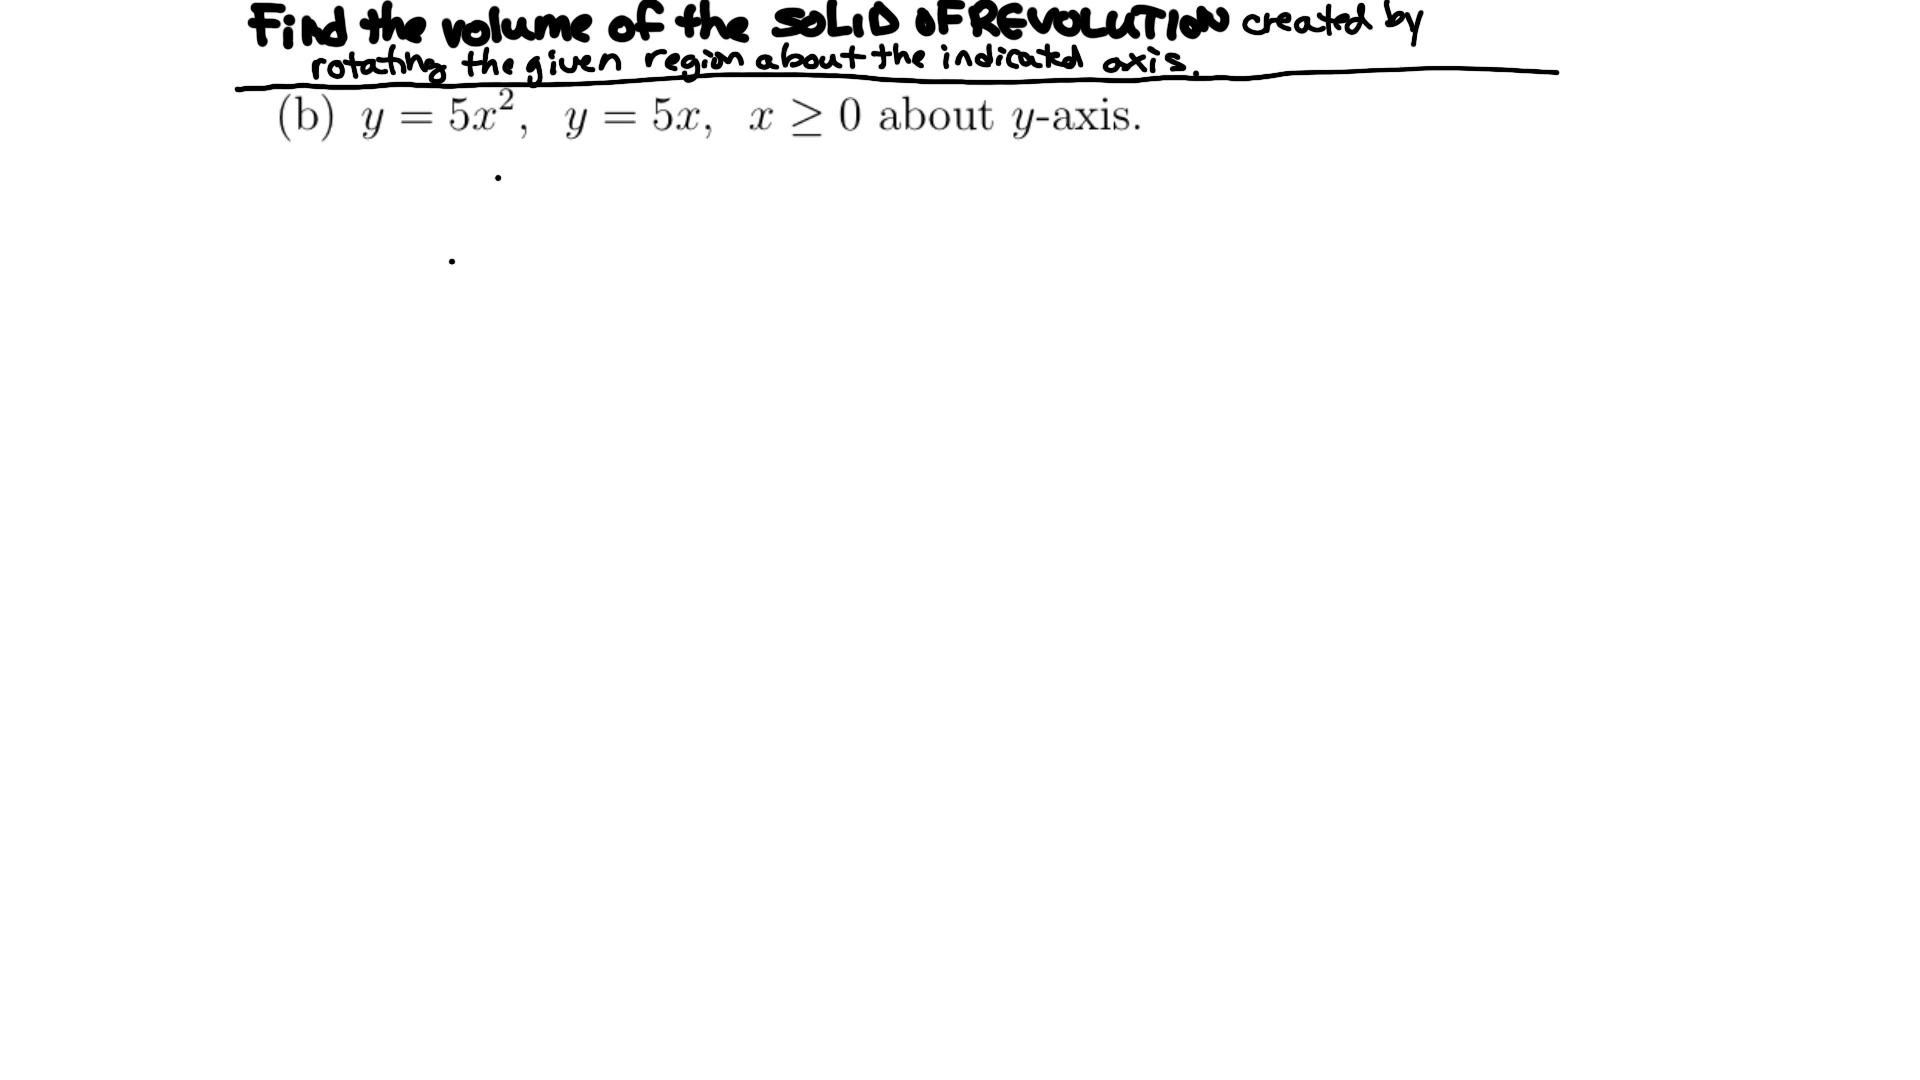 Find the volume of the SOLID OF REVOLUTION created by
rotating the given region about the indicated axis.
(b) y = 5x², y = 5x, x ≥ 0 about y-axis.